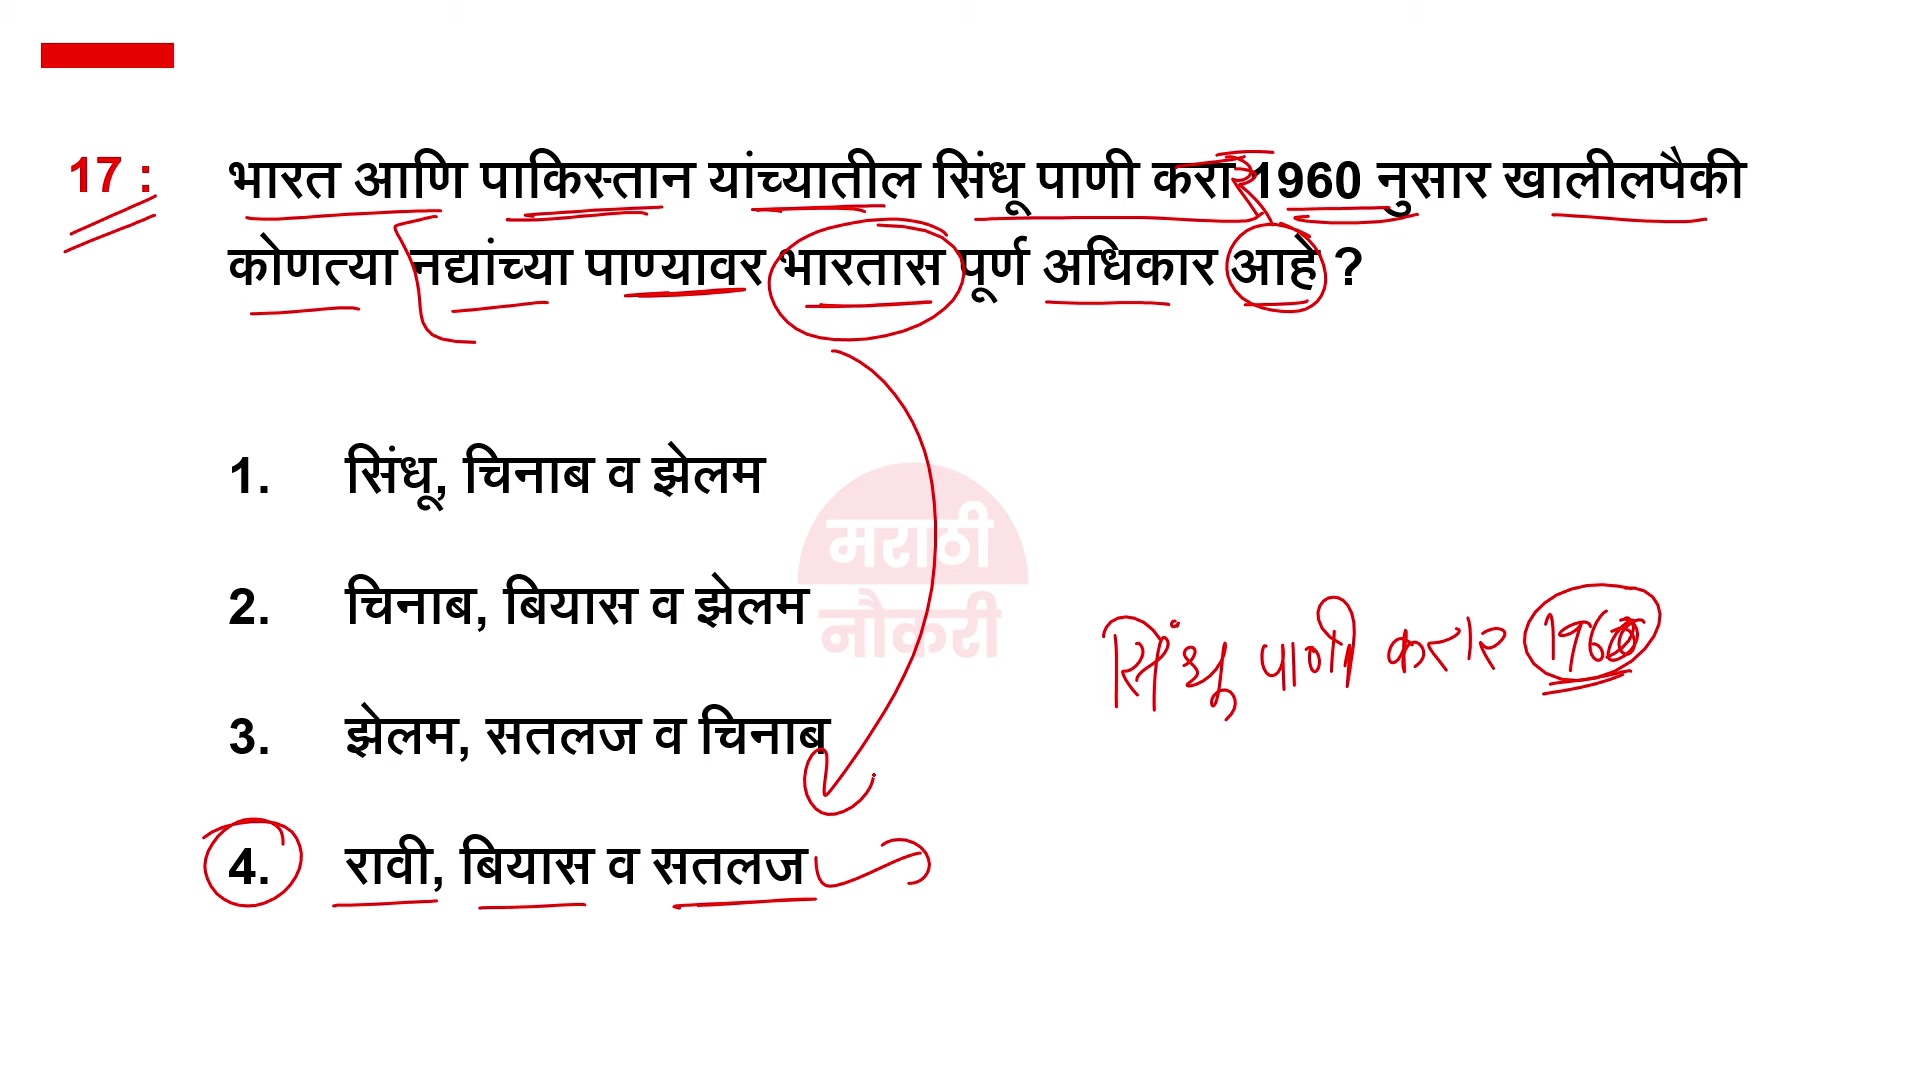 17 :
भारत आणि पाकिस्तान यांच्यातील सिंधू पाणी करार 1960 नुसार खालीलपैकी
कोणत्या नद्यांच्या पाण्यावर भारतास पूर्ण अधिकार आहे ?
1. सिंधू, चिनाब व झेलम
मराठी
2. चिनाब, बियास व झेलम
नौकरी
सिंधू पाणी करार 1960
3. झेलम, सतलज व चिनाब
4. रावी, बियास व सतलज